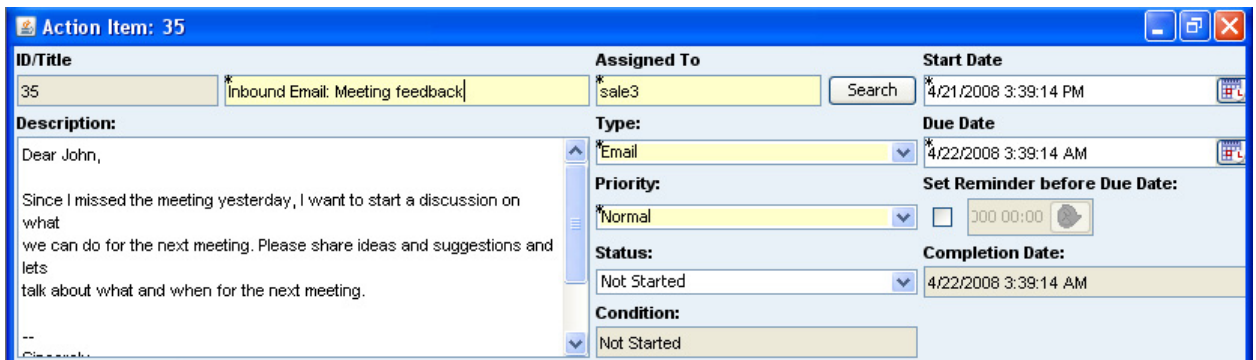 Action Item: 35
ID/Title
Assigned To
Start Date
35
*Inbound Email: Meeting feedback
*sale3
Search
*4/21/2008 3:39:14 PM
Description:
Type:
Due Date
Dear John,
*Email
*4/22/2008 3:39:14 AM
Since I missed the meeting yesterday, I want to start a discussion on
what
we can do for the next meeting. Please share ideas and suggestions and
lets
talk about what and when for the next meeting.
--
Priority:
Set Reminder before Due Date:
*Normal
00:00
Status:
Completion Date:
Not Started
4/22/2008 3:39:14 AM
Condition:
Not Started